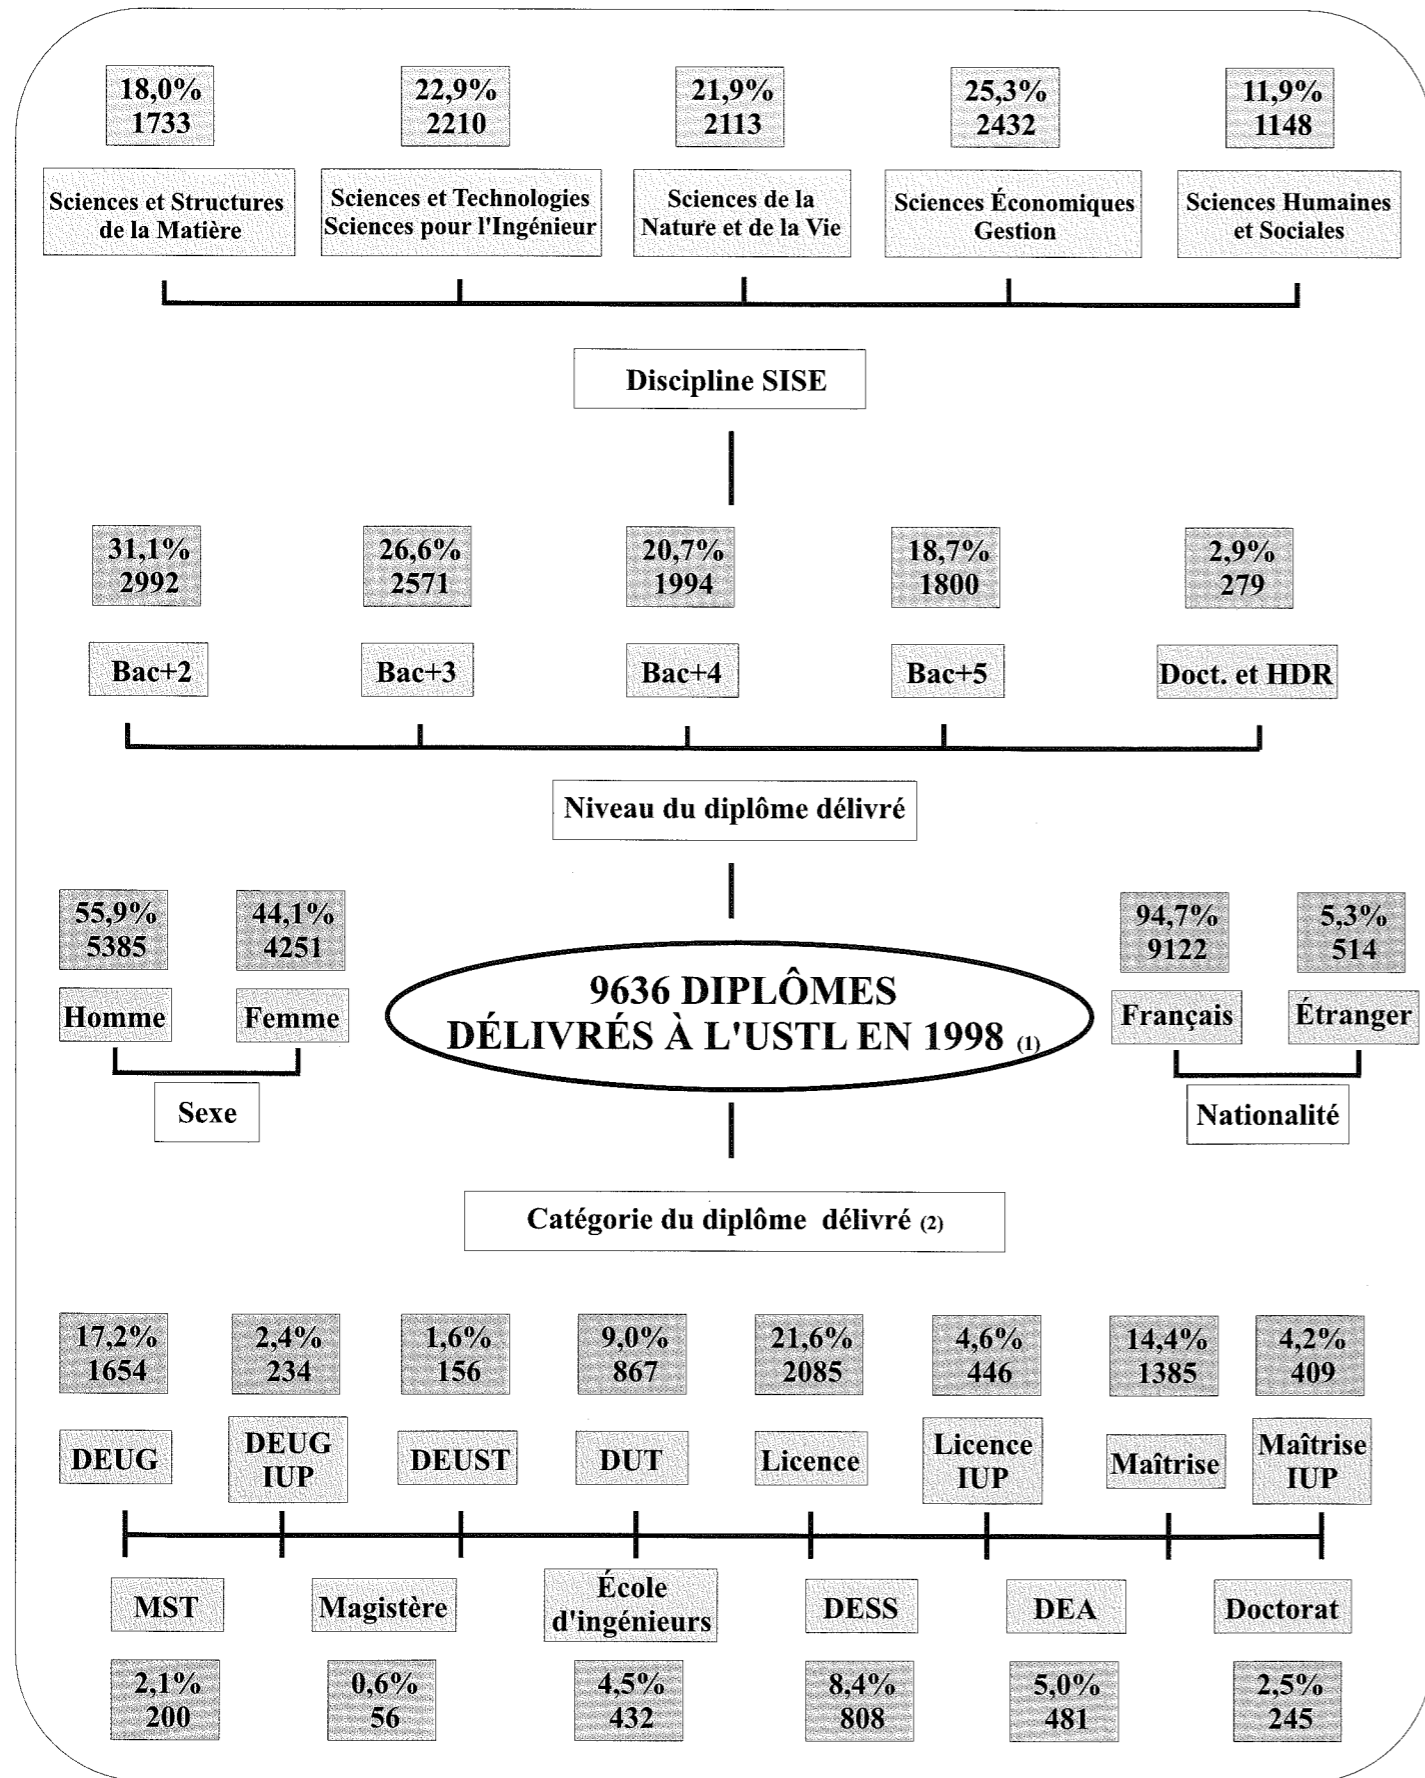 18,0%
1733
22,9%
2210
21,9%
2113
25,3%
2432
11,9%
1148
Sciences et Structures
de la Matière
Sciences et Technologies
Sciences pour l'Ingénieur
Sciences de la
Nature et de la Vie
Sciences Économiques
Gestion
Sciences Humaines
et Sociales
Discipline SISE
31,1%
2992
26,6%
2571
20,7%
1994
18,7%
1800
2,9%
279
Bac+2
Bac+3
Bac+4
Bac+5
Doct. et HDR
Niveau du diplôme délivré
55,9%
5385
44,1%
4251
Homme
Femme
Sexe
9636 DIPLÔMES
DÉLIVRÉS À L'USTL EN 1998 (1)
94,7%
9122
5,3%
514
Français
Étranger
Nationalité
Catégorie du diplôme délivré (2)
17,2%
1654
2,4%
234
1,6%
156
9,0%
867
21,6%
2085
4,6%
446
14,4%
1385
4,2%
409
DEUG
DEUG
IUP
DEUST
DUT
Licence
Licence
IUP
Maîtrise
Maîtrise
IUP
MST
Magistère
École
d'ingénieurs
DESS
DEA
Doctorat
2,1%
200
0,6%
56
4,5%
432
8,4%
808
5,0%
481
2,5%
245